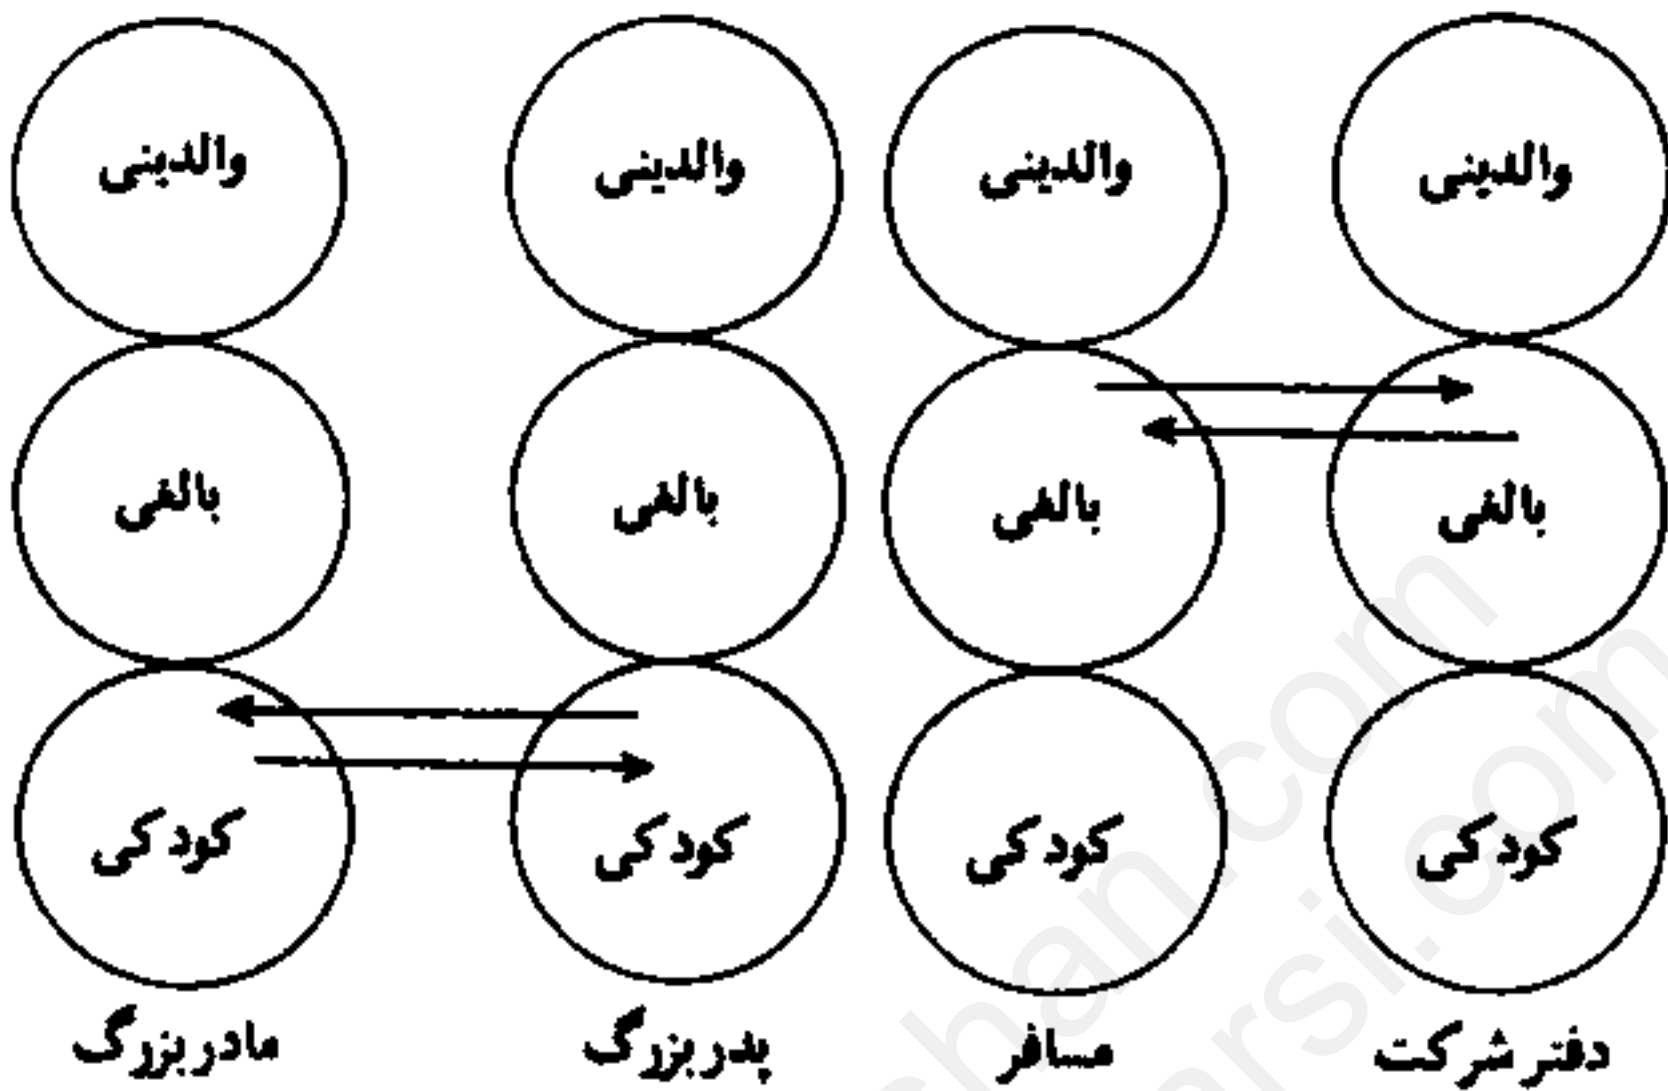 والدینی والدینی والدینی والدینی
بالغی بالغی بالغی بالغی
کودکی کودکی کودکی کودکی
دفتر شرکت مسافر پدربزرگ مادربزرگ